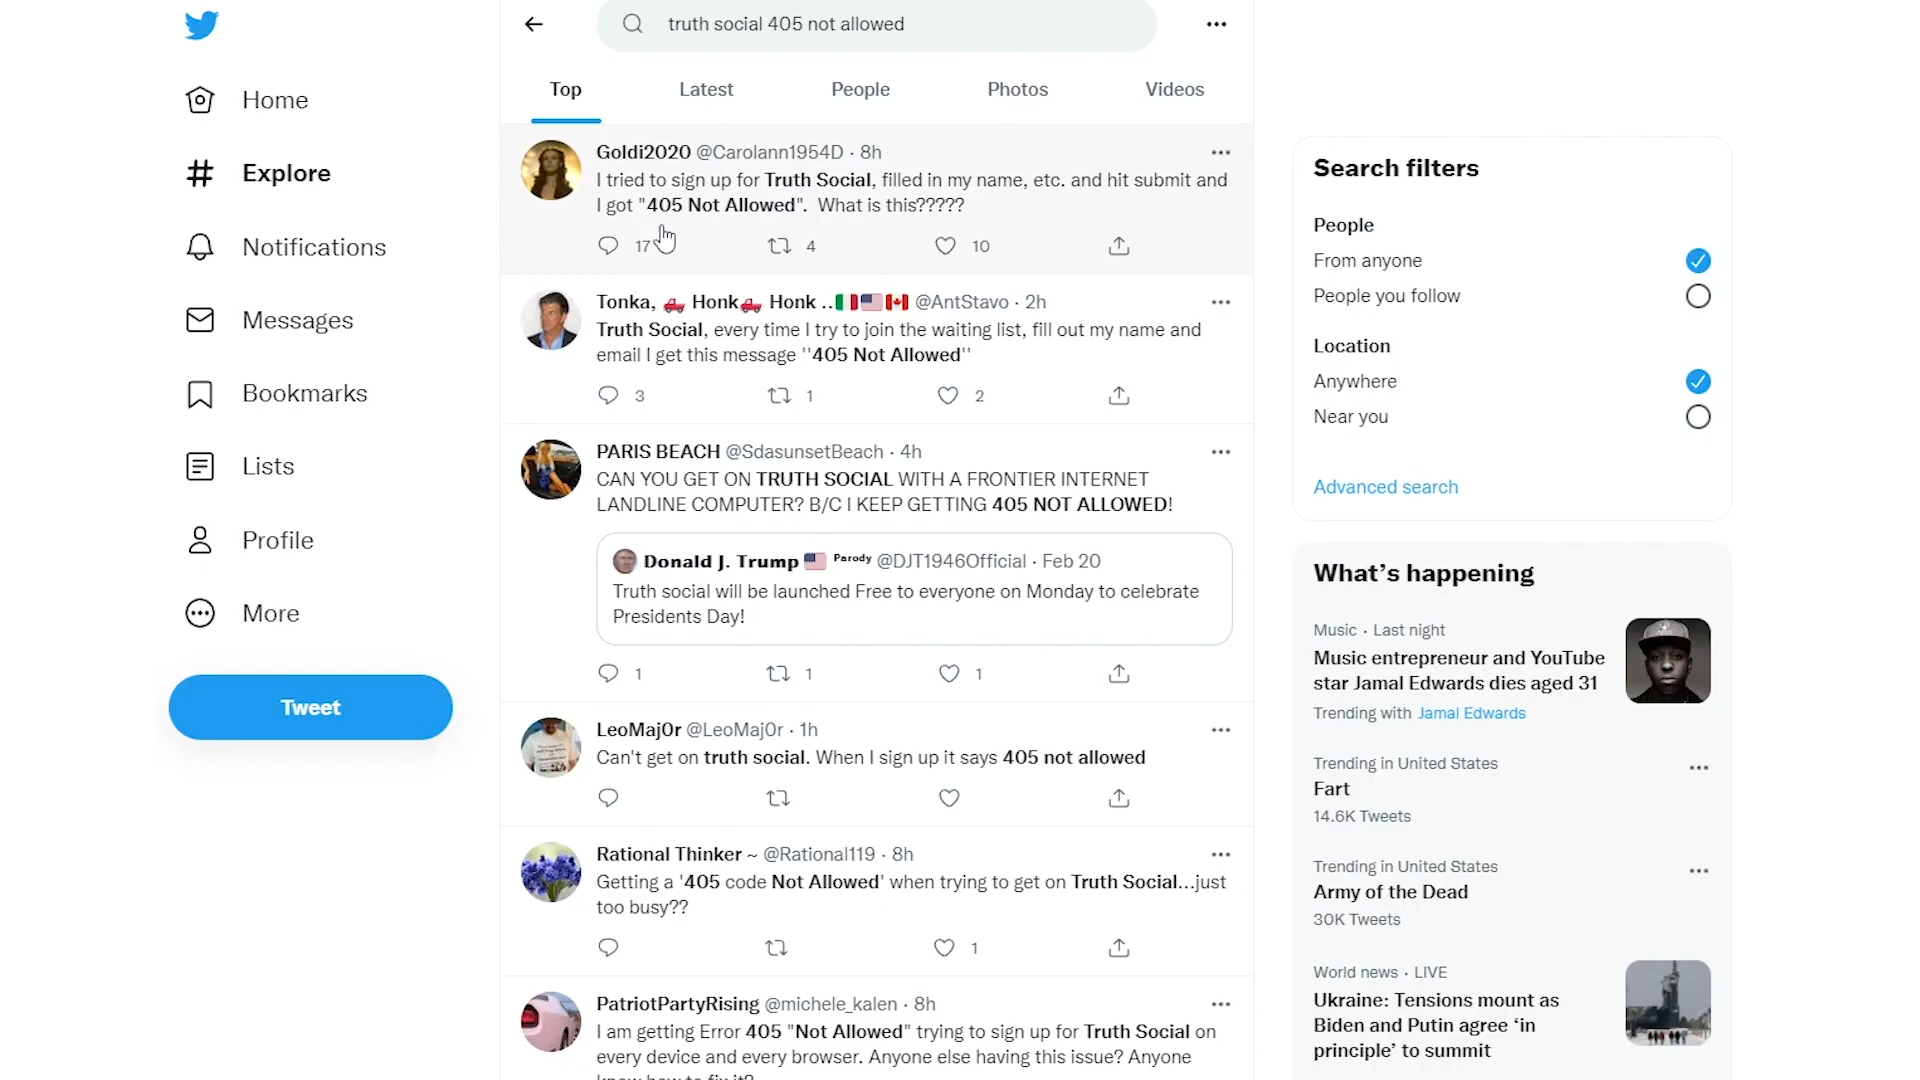 truth social 405 not allowed
Top
Latest
People
Photos
Videos
Home
Explore
Notifications
Messages
Bookmarks
Lists
Profile
More
Tweet
Goldi2020 @Carolann1954D · 8h
I tried to sign up for Truth Social, filled in my name, etc. and hit submit and
I got "405 Not Allowed".  What is this?????
17
4
10
Tonka, 🛻 Honk🛻 Honk ..🇮🇹🇺🇸🇨🇦 @AntStavo · 2h
Truth Social, every time I try to join the waiting list, fill out my name and
email I get this message ''405 Not Allowed''
3
1
2
PARIS BEACH @SdasunsetBeach · 4h
CAN YOU GET ON TRUTH SOCIAL WITH A FRONTIER INTERNET
LANDLINE COMPUTER? B/C I KEEP GETTING 405 NOT ALLOWED!
Donald J. Trump 🇺🇸 Parody @DJT1946Official · Feb 20
Truth social will be launched Free to everyone on Monday to celebrate
Presidents Day!
1
1
1
LeoMaj0r @LeoMaj0r · 1h
Can't get on truth social. When I sign up it says 405 not allowed
Rational Thinker ~ @Rational119 · 8h
Getting a '405 code Not Allowed' when trying to get on Truth Social...just
too busy??
1
PatriotPartyRising @michele_kalen · 8h
I am getting Error 405 "Not Allowed" trying to sign up for Truth Social on
every device and every browser. Anyone else having this issue? Anyone
know how to fix it?
Search filters
People
From anyone
People you follow
Location
Anywhere
Near you
Advanced search
What's happening
Music · Last night
Music entrepreneur and YouTube
star Jamal Edwards dies aged 31
Trending with Jamal Edwards
Trending in United States
Fart
14.6K Tweets
Trending in United States
Army of the Dead
30K Tweets
World news · LIVE
Ukraine: Tensions mount as
Biden and Putin agree ‘in
principle’ to summit